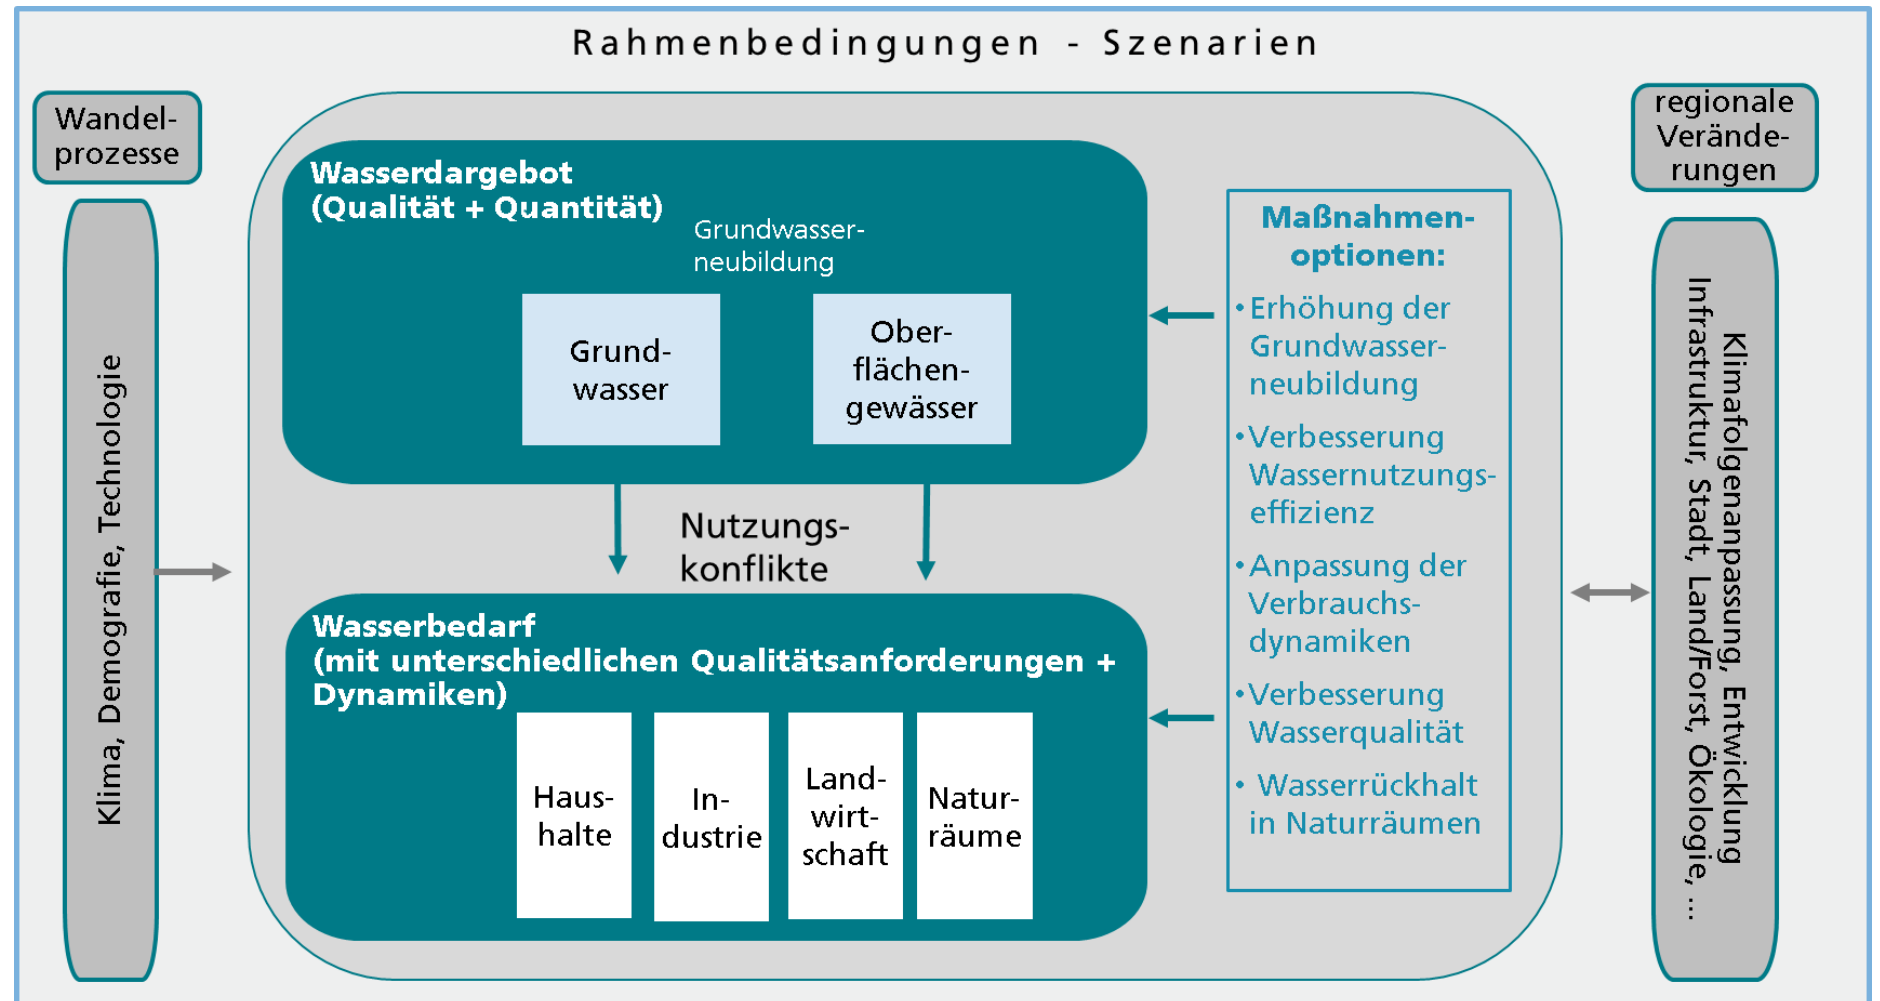 Rahmenbedingungen - Szenarien
Wandel-
prozesse
Klima, Demografie, Technologie
Wasserdargebot
(Qualität + Quantität)
Grundwasser-
neubildung
Grund-
wasser
Ober-
flächen-
gewässer
Nutzungs-
konflikte
Wasserbedarf
(mit unterschiedlichen Qualitätsanforderungen +
Dynamiken)
Haus-
halte
In-
dustrie
Land-
wirt-
schaft
Natur-
räume
Maßnahmen-
optionen:
•Erhöhung der
Grundwasser-
neubildung
•Verbesserung
Wassernutzungs-
effizienz
•Anpassung der
Verbrauchs-
dynamiken
•Verbesserung
Wasserqualität
• Wasserrückhalt
in Naturräumen
regionale
Verände-
rungen
Klimafolgenanpassung, Entwicklung
Infrastruktur, Stadt, Land/Forst, Ökologie, ...